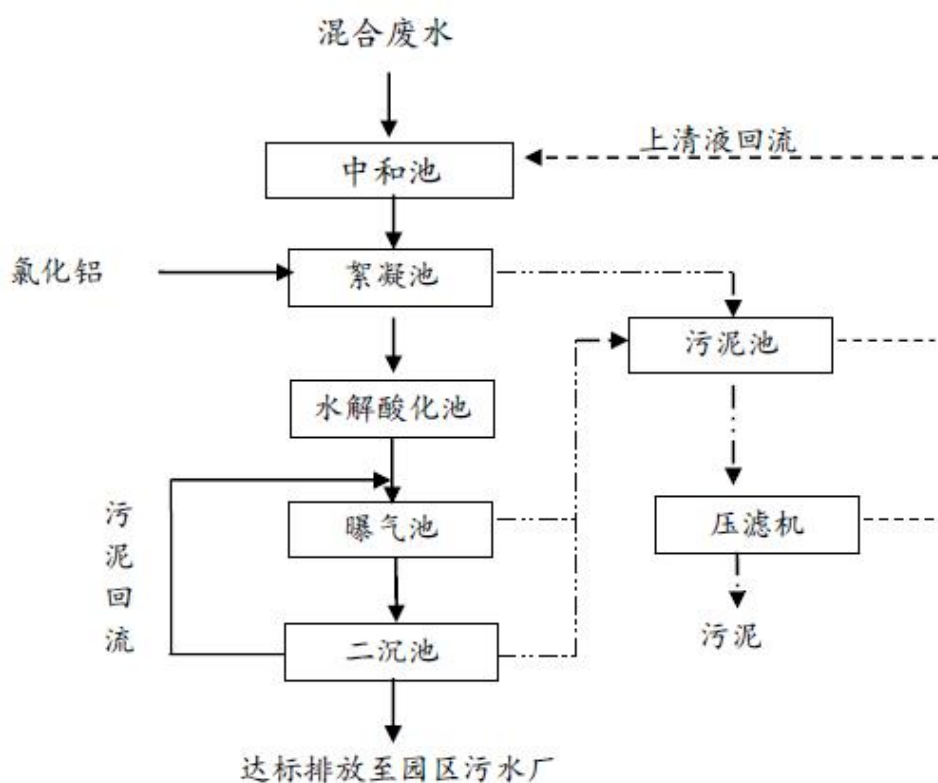 混合废水
上清液回流
中和池
氯化铝
絮凝池
污泥池
水解酸化池
污泥回流
曝气池
压滤机
二沉池
污泥
达标排放至园区污水厂